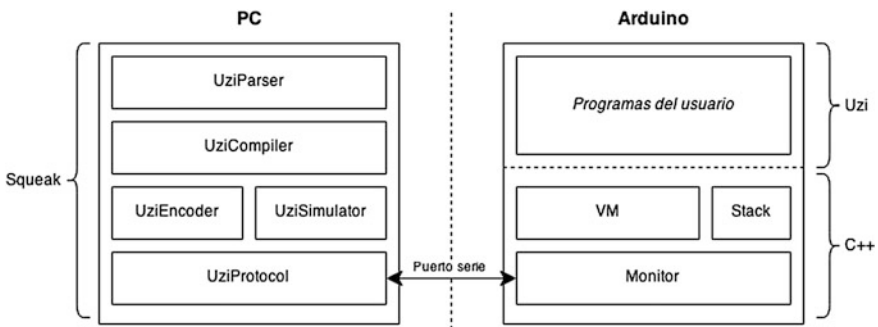 PC
Arduino
UziParser
Programas del usuario
Uzi
UziCompiler
Squeak
UziEncoder
UziSimulator
VM
Stack
C++
UziProtocol
Puerto serie
Monitor